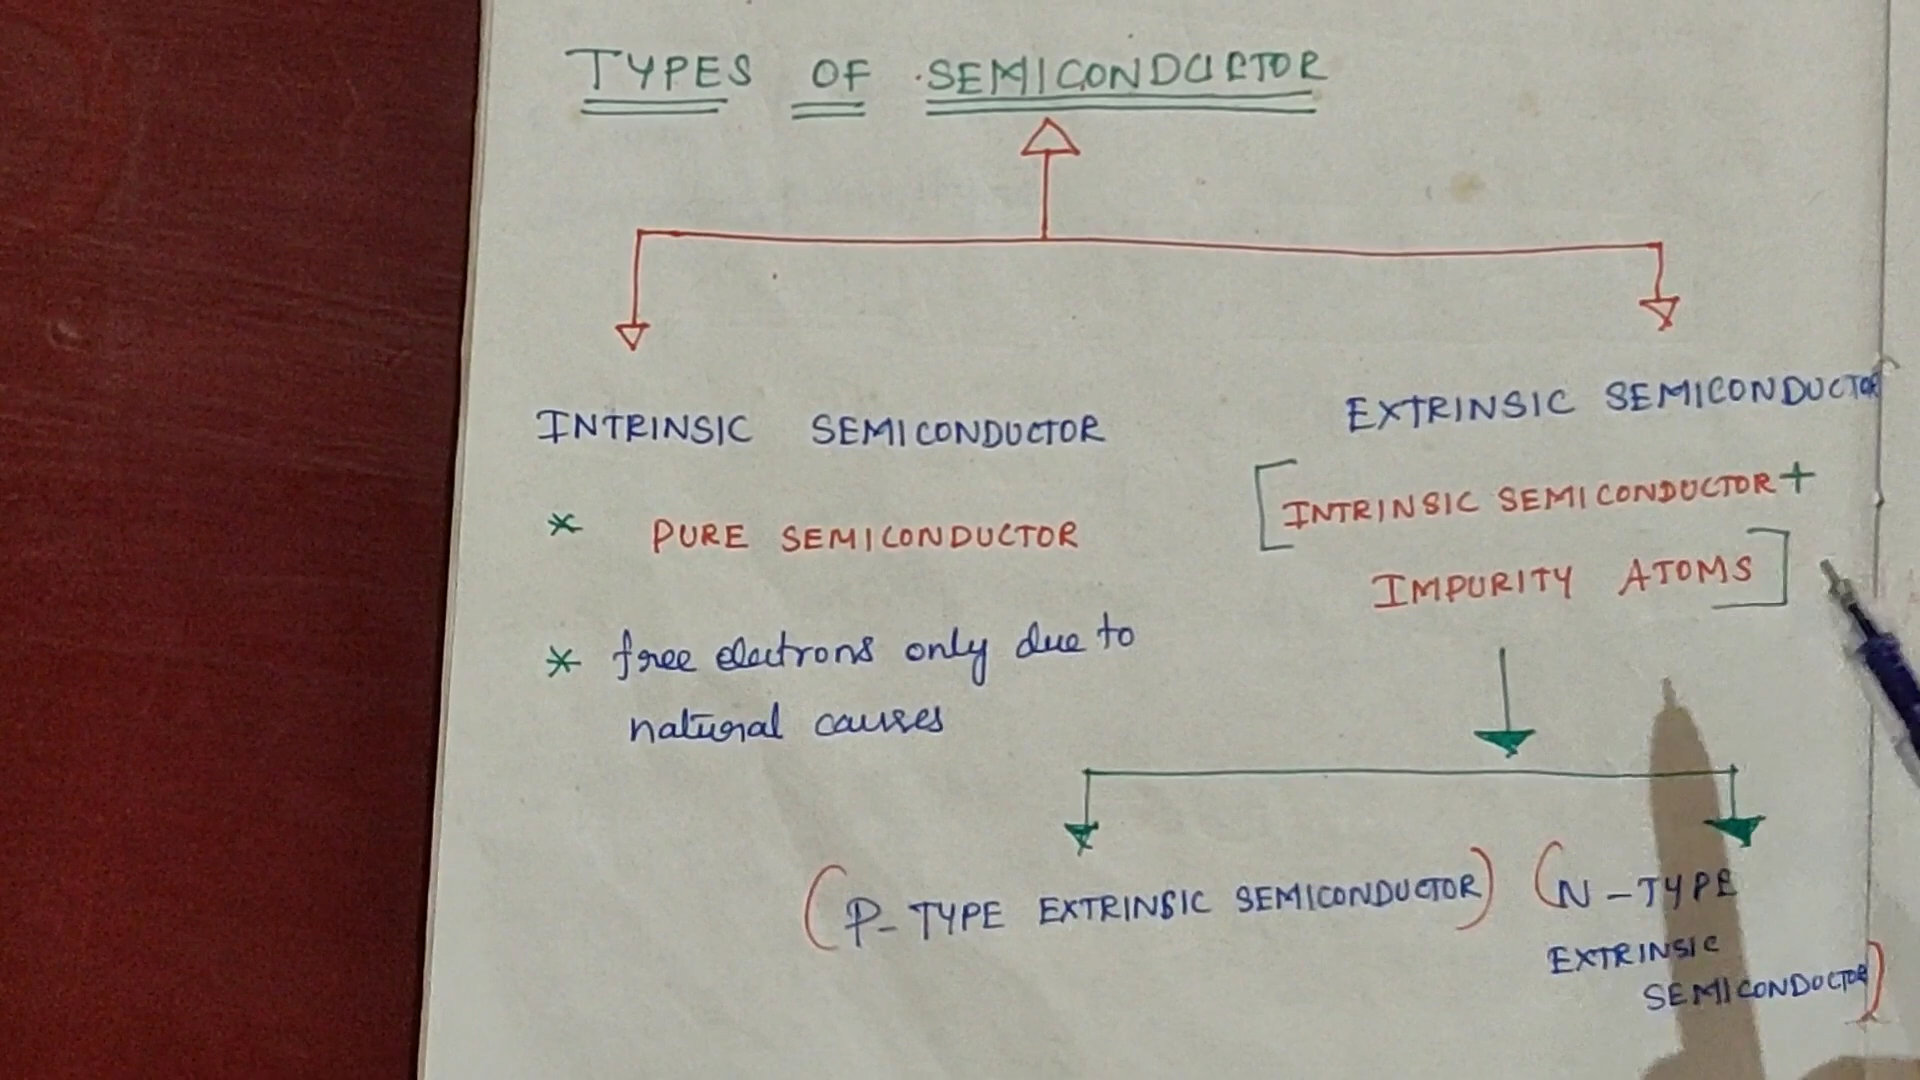 TYPES OF SEMICONDUCTOR
INTRINSIC SEMICONDUCTOR
* PURE SEMICONDUCTOR
* free electrons only due to
natural causes
EXTRINSIC SEMICONDUCTOR
[INTRINSIC SEMICONDUCTOR +
IMPURITY ATOMS]
(P-TYPE EXTRINSIC SEMICONDUCTOR)
(N-TYPE
EXTRINSIC
SEMICONDUCTOR)